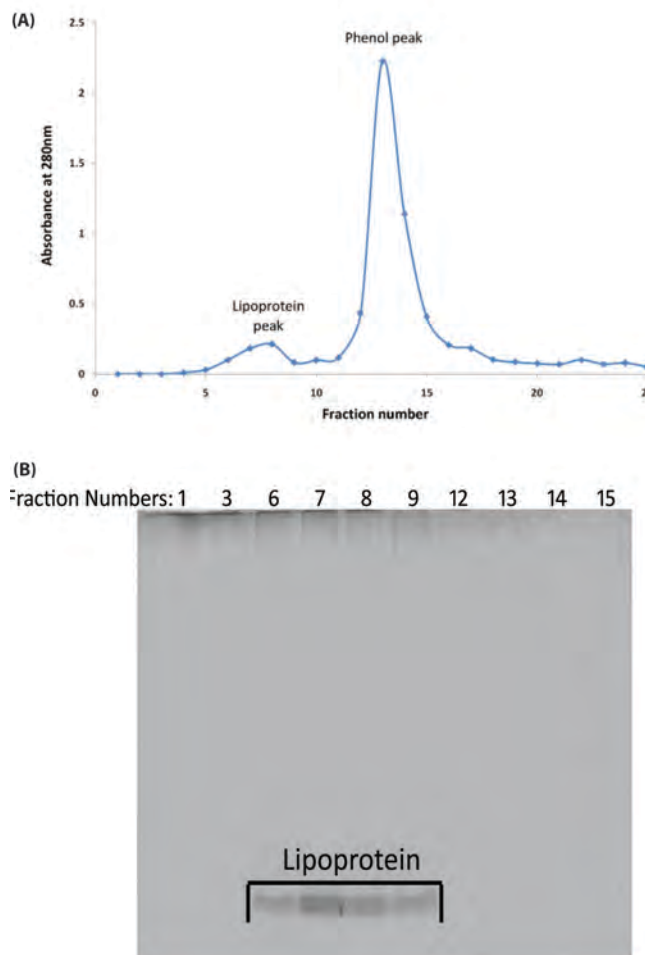 (A)
2.5
Phenol peak
2
1.5
Absorbance at 280nm
1
0.5
Lipoprotein
peak
0
0 5 10 15 20
Fraction number
(B)
Fraction Numbers: 1 3 6 7 8 9 12 13 14 15
Lipoprotein